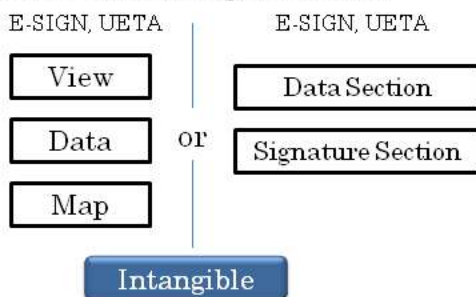 E-SIGN, UETA
View
Data
Map
or
E-SIGN, UETA
Data Section
Signature Section
Intangible